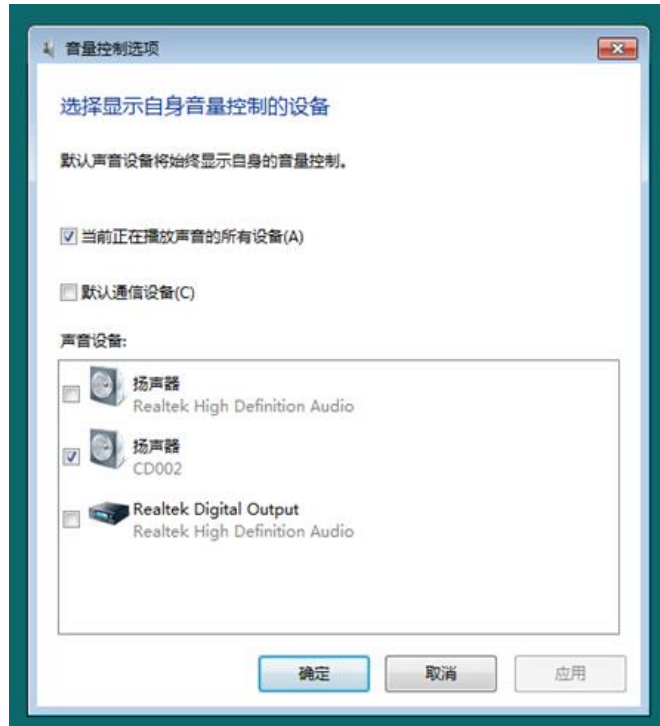 音量控制选项
选择显示自身音量控制的设备
默认声音设备将始终显示自身的音量控制。
当前正在播放声音的所有设备(A)
默认通信设备(C)
声音设备:
扬声器
Realtek High Definition Audio
扬声器
CD002
Realtek Digital Output
Realtek High Definition Audio
确定
取消
应用